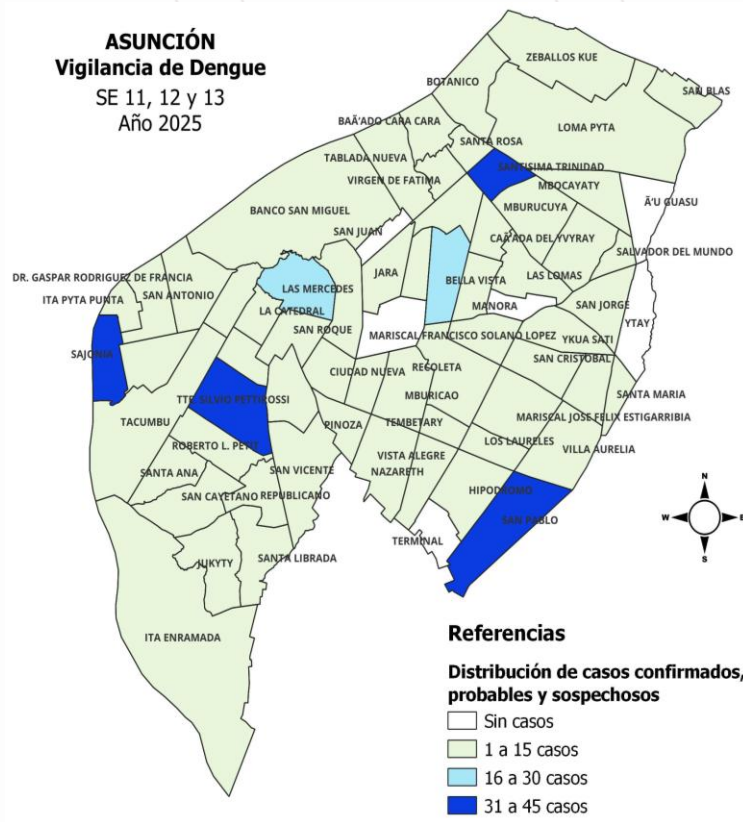 ASUNCIÓN
Vigilancia de Dengue
SE 11, 12 y 13
Año 2025
ZEBALLOS KUE
BOTANICO
SAN BLAS
BAÃ'ADO CARA CARA
LOMA PYTA
SANTA ROSA
TABLADA NUEVA
SANTISIMA TRINIDAD
VIRGEN DE FATIMA
MBOCAYATY
Ã'U GUASU
BANCO SAN MIGUEL
MBURUCUYA
SAN JUAN
CAÃ'ADA DEL YVYRAY
SALVADOR DEL MUNDO
DR. GASPAR RODRIGUEZ DE FRANCIA
JARA
BELLA VISTA
LAS LOMAS
LAS MERCEDES
SAN ANTONIO
ITA PYTA PUNTA
MANORA
SAN JORGE
LA CATEDRAL
YTAY
SAN ROQUE
MARISCAL FRANCISCO SOLANO LOPEZ
YKUA SATI
SAJONIA
SAN CRISTOBAL
CIUDAD NUEVA
RECOLETA
MBURICAO
SANTA MARIA
TTE. SILVIO PETTIROSSI
TACUMBU
PINOZA
TEMBETARY
MARISCAL JOSE FELIX ESTIGARRIBIA
ROBERTO L. PETIT
LOS LAURELES
VILLA AURELIA
VISTA ALEGRE
SANTA ANA
SAN VICENTE
NAZARETH
SAN CAYETANO
REPUBLICANO
HIPODROMO
SAN PABLO
TERMINAL
JUKYTY
SANTA LIBRADA
ITA ENRAMADA
N
W
E
S
Referencias
Distribución de casos confirmados,
probables y sospechosos
Sin casos
1 a 15 casos
16 a 30 casos
31 a 45 casos